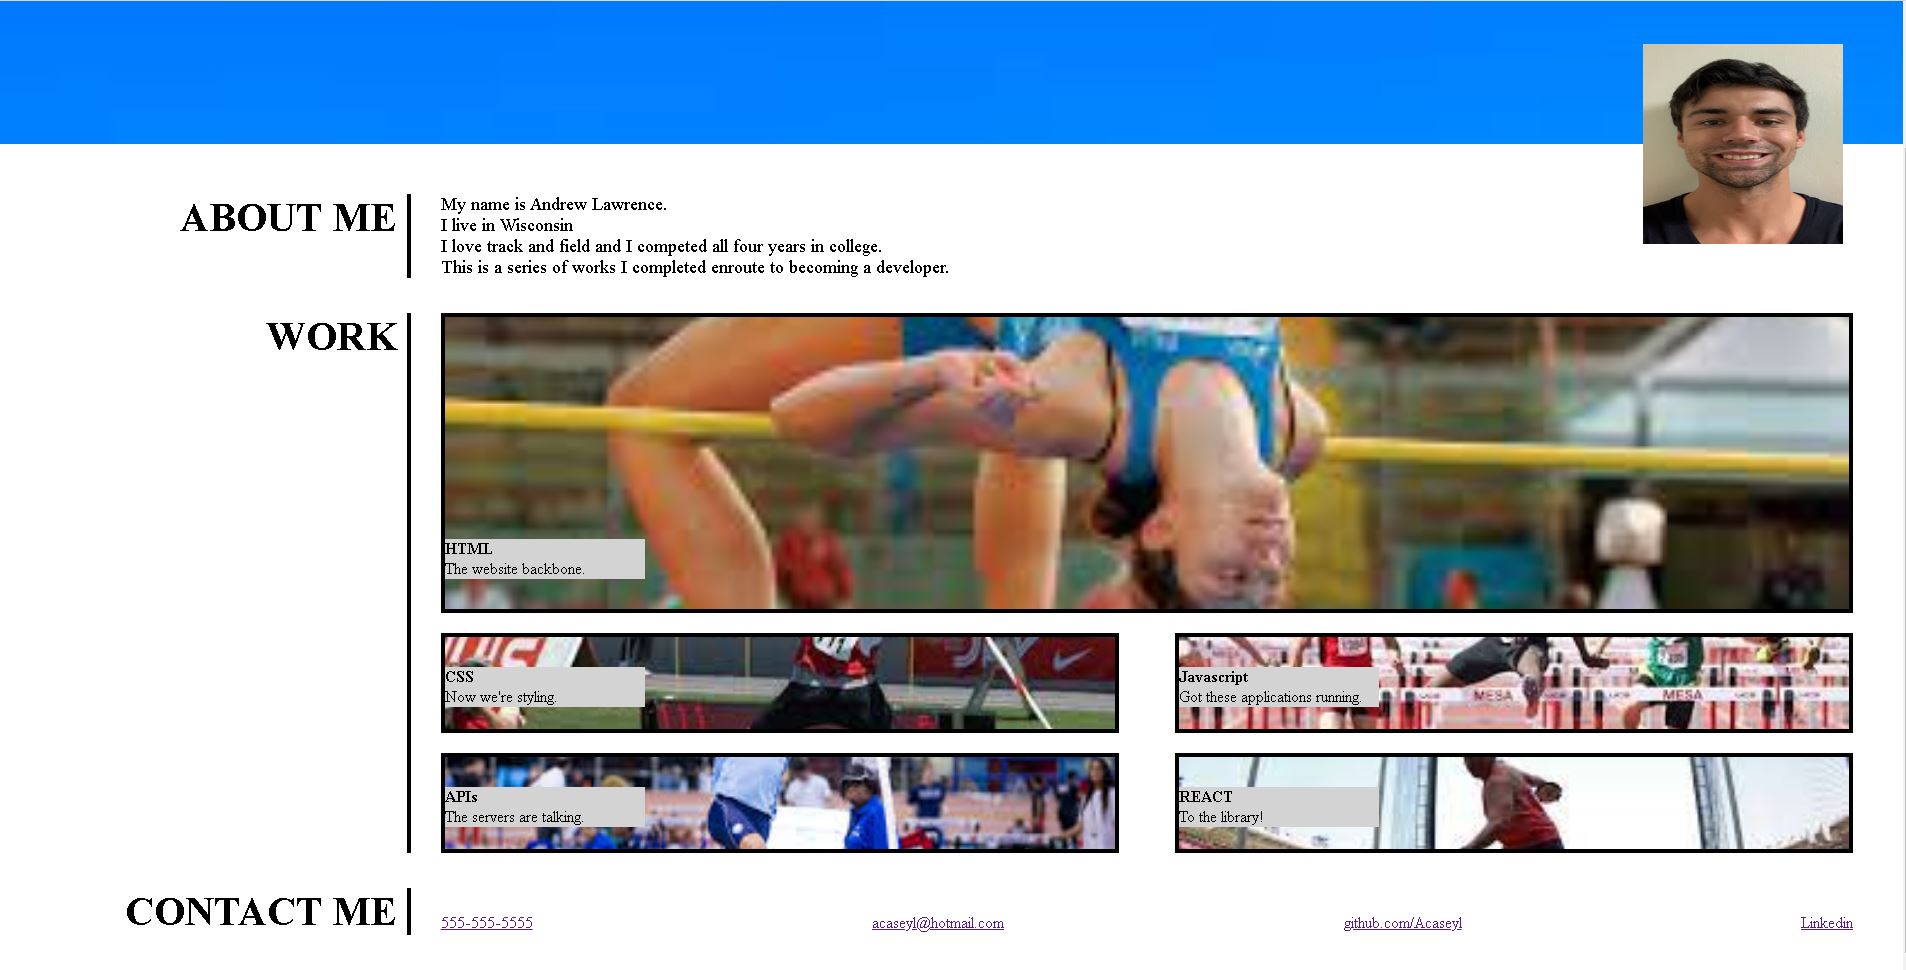 ABOUT ME
My name is Andrew Lawrence.
I live in Wisconsin
I love track and field and I competed all four years in college.
This is a series of works I completed enroute to becoming a developer.
WORK
HTML
The website backbone.
CSS
Now we're styling.
Javascript
Got these applications running.
MESA
MESA
APIs
The servers are talking.
REACT
To the library!
CONTACT ME
555-555-5555
acaseyl@hotmail.com
github.com/Acaseyl
Linkedin